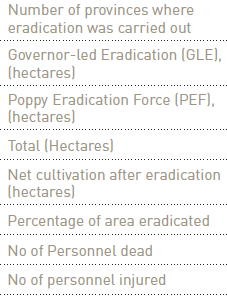 Number of provinces where
eradication was carried out
Governor-led Eradication (GLE),
(hectares)
Poppy Eradication Force (PEF),
(hectares)
Total (Hectares)
Net cultivation after eradication
(hectares)
Percentage of area eradicated
No of Personnel dead
No of personnel injured